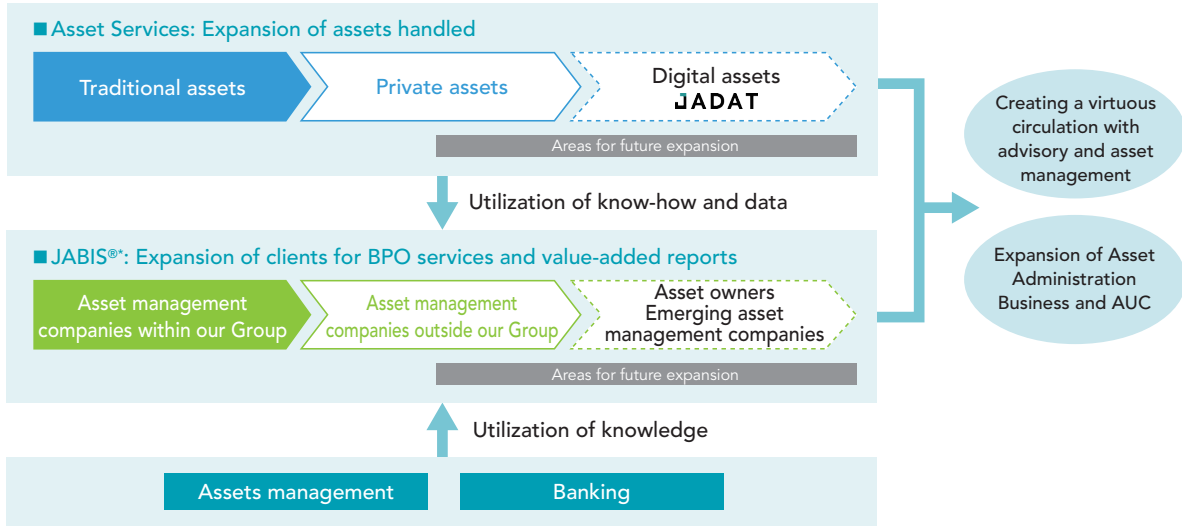 ■ Asset Services: Expansion of assets handled
Traditional assets
Private assets
Digital assets
JADAT
Areas for future expansion
Utilization of know-how and data
■ JABIS®*: Expansion of clients for BPO services and value-added reports
Asset management
companies within our Group
Asset management
companies outside our Group
Asset owners
Emerging asset
management companies
Areas for future expansion
Utilization of knowledge
Assets management
Banking
Creating a virtuous
circulation with
advisory and asset
management
Expansion of Asset
Administration
Business and AUC